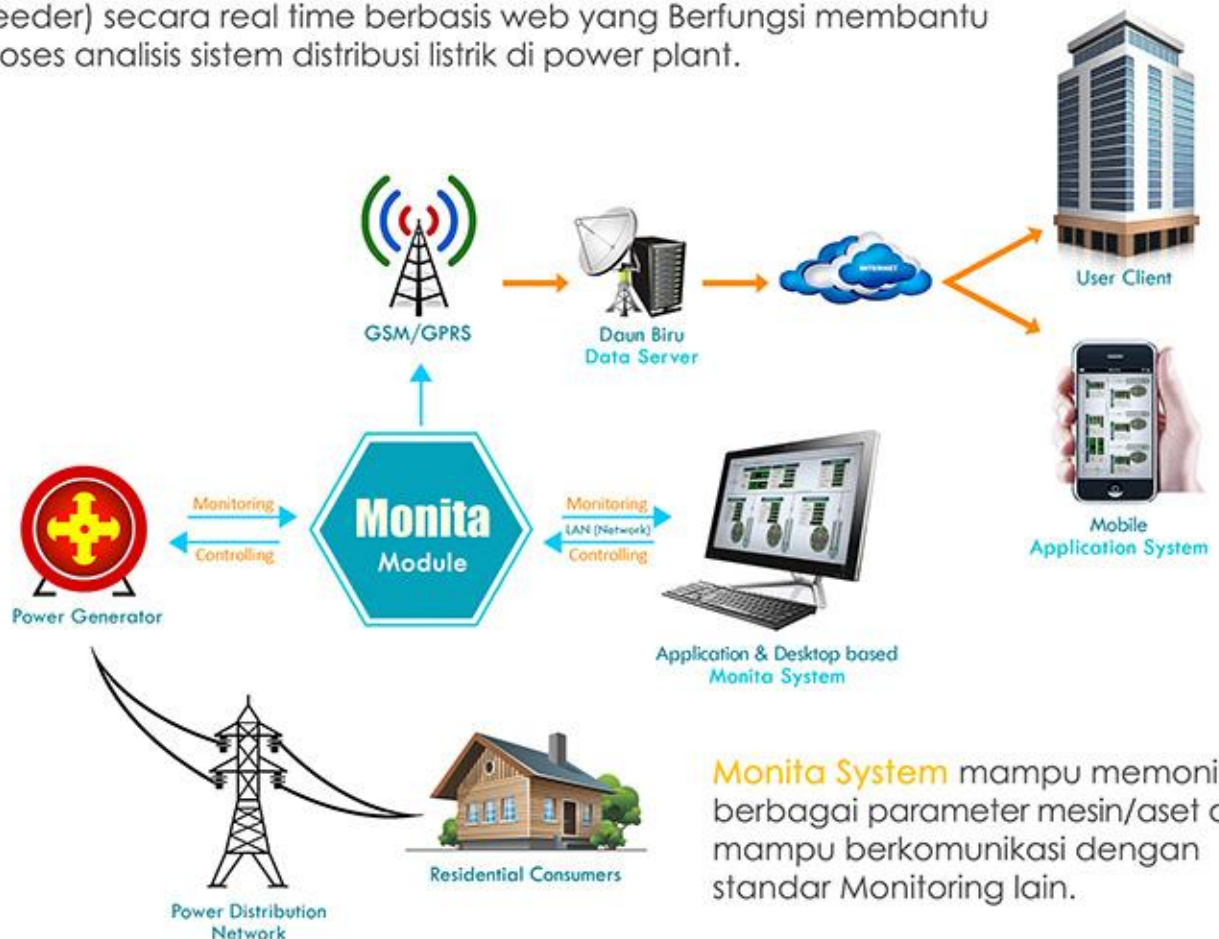 eeder) secara real time berbasis web yang Berfungsi membantu
oses analisis sistem distribusi listrik di power plant.
GSM/GPRS
Daun Biru
Data Server
INTERNET
User Client
Mobile
Application System
Monitoring
Controlling
Monita
Module
Monitoring
LAN (Network)
Controlling
Power Generator
Application & Desktop based
Monita System
Power Distribution
Network
Residential Consumers
Monita System mampu memoni
berbagai parameter mesin/aset
mampu berkomunikasi dengan
standar Monitoring lain.